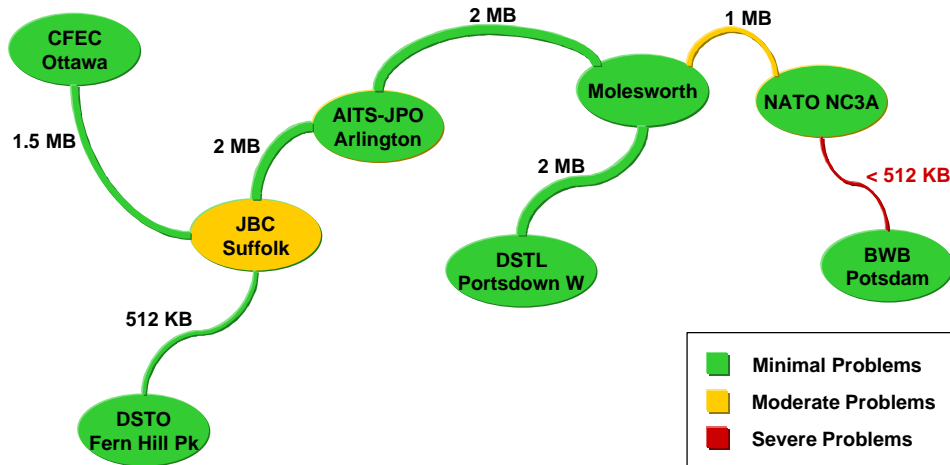 CFEC
Ottawa
2 MB
1 MB
AITS-JPO
Arlington
Molesworth
NATO NC3A
1.5 MB
2 MB
2 MB
< 512 KB
JBC
Suffolk
DSTL
Portsdown W
BWB
Potsdam
512 KB
DSTO
Fern Hill Pk
Minimal Problems
Moderate Problems
Severe Problems